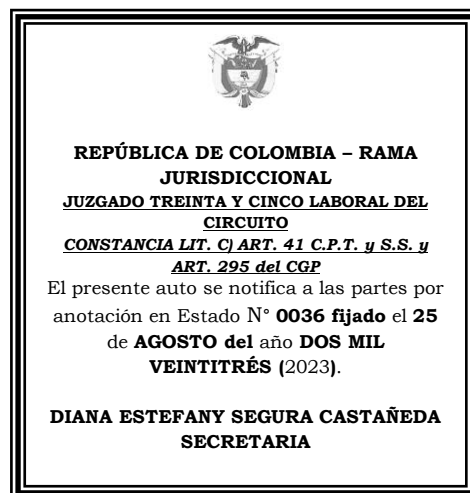 REPÚBLICA DE COLOMBIA – RAMA
JURISDICCIONAL
JUZGADO TREINTA Y CINCO LABORAL DEL
CIRCUITO
CONSTANCIA LIT. C) ART. 41 C.P.T. y S.S. y
ART. 295 del CGP
El presente auto se notifica a las partes por
anotación en Estado N° 0036 fijado el 25
de AGOSTO del año DOS MIL
VEINTITRÉS (2023).
DIANA ESTEFANY SEGURA CASTAÑEDA
SECRETARIA